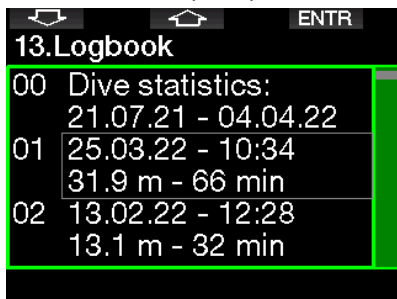 ENTR
13.Logbook
00 Dive statistics:
21.07.21 - 04.04.22
01 25.03.22 - 10:34
31.9 m - 66 min
02 13.02.22 - 12:28
13.1 m - 32 min